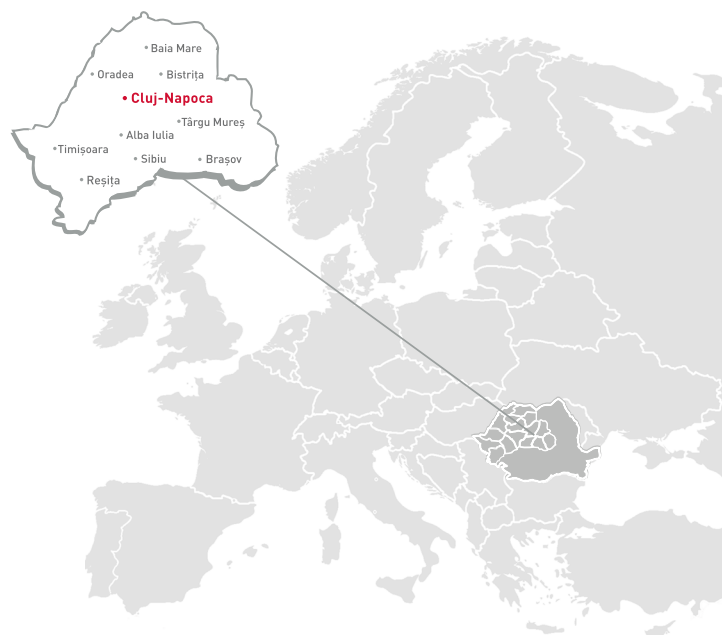 Baia Mare
Oradea
Bistrița
Cluj-Napoca
Târgu Mureș
Alba Iulia
Timișoara
Sibiu
Brașov
Reșița